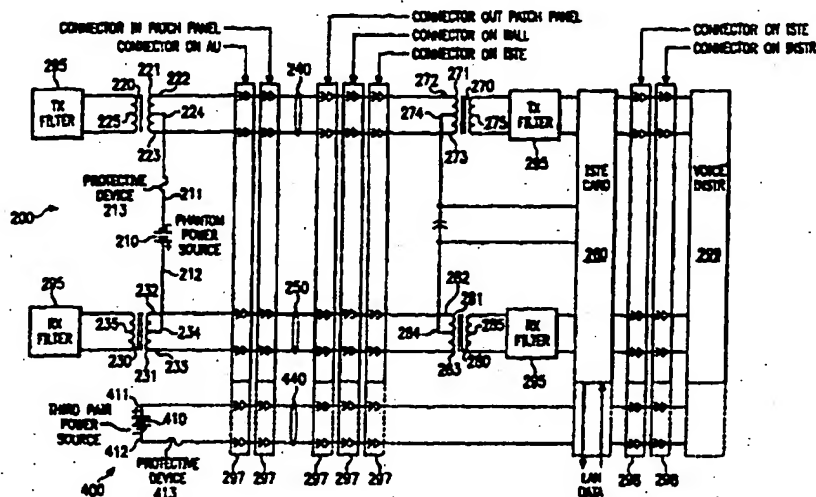 CONNECTOR IN PATCH PANEL
CONNECTOR ON AU
CONNECTOR OUT PATCH PANEL
CONNECTOR ON WALL
CONNECTOR ON ISTE
CONNECTOR ON ISTE
CONNECTOR ON INSTR
295
220
221
222
240
272
271
270
TX
FILTER
225
224
223
274
273
275
TX
FILTER
295
ISTE
CARD
VOICE
INSTR
PROTECTIVE
DEVICE
213
211
200
210
PHANTOM
POWER
SOURCE
212
295
RX
FILTER
235
232
234
250
282
281
284
285
RX
FILTER
295
230
231
233
283
280
411
440
THIRD PAIR
POWER
SOURCE
410
412
400
PROTECTIVE
DEVICE
413
297
297
297
297
297
LAN
DATA
298
298